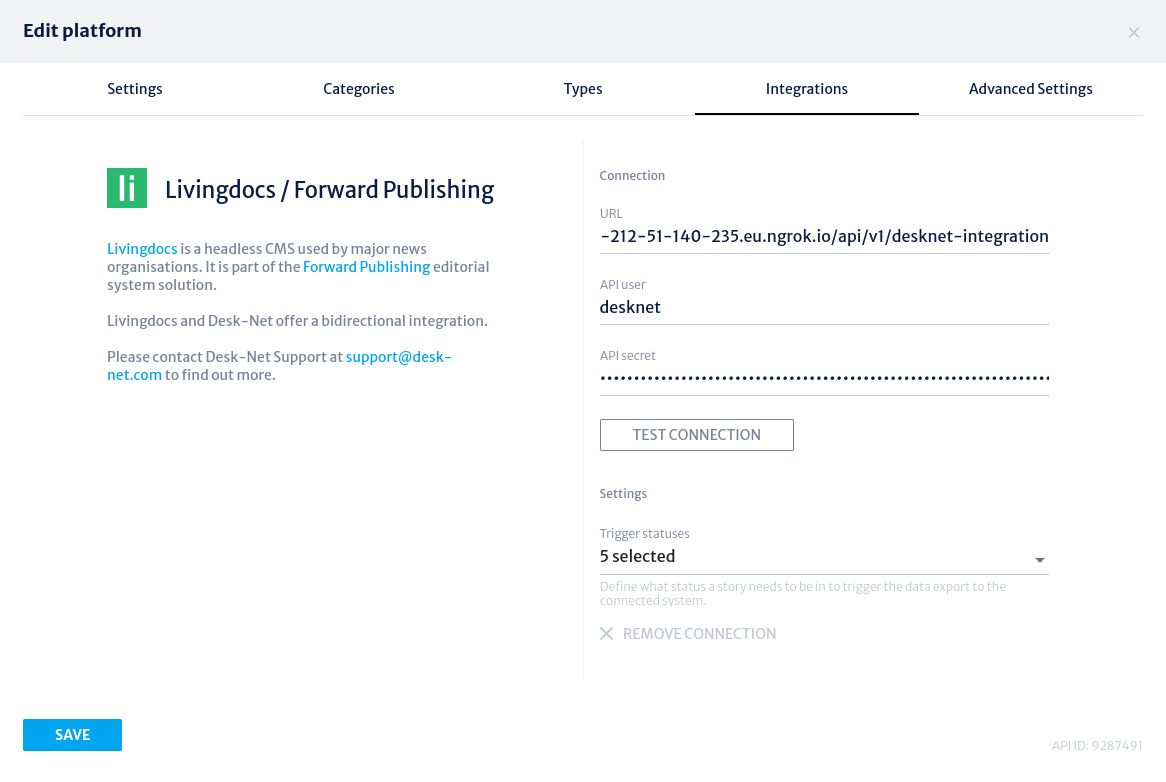 Edit platform
Settings
Categories
Types
Integrations
Advanced Settings
li
Livingdocs / Forward Publishing
Livingdocs is a headless CMS used by major news
organisations. It is part of the Forward Publishing editorial
system solution.
Livingdocs and Desk-Net offer a bidirectional integration.
Please contact Desk-Net Support at support@desk-
net.com to find out more.
Connection
URL
-212-51-140-235.eu.ngrok.io/api/v1/desknet-integration
API user
desknet
API secret
TEST CONNECTION
Settings
Trigger statuses
5 selected
Define what status a story needs to be in to trigger the data export to the
connected system.
REMOVE CONNECTION
SAVE
API ID: 9287491